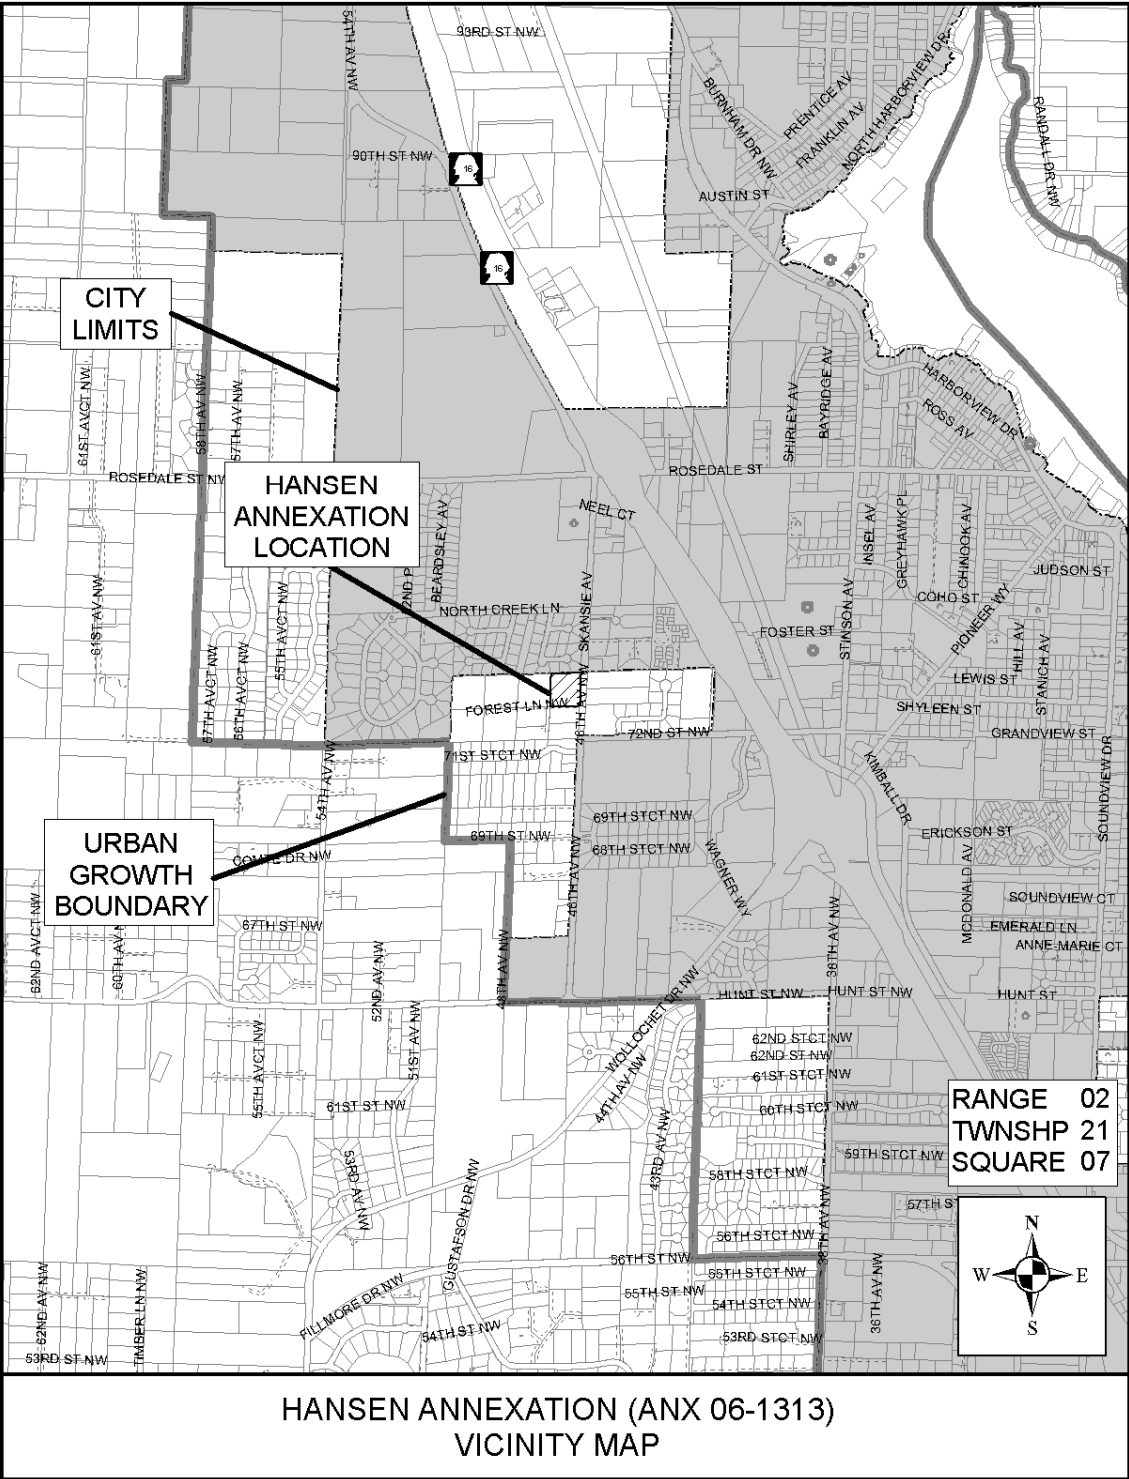 93RD ST NW
54TH AV NW
90TH ST NW
16
16
BURNHAM DR NW
PRENTICE AV
FRANKLIN AV
NORTH HARBORVIEW DR
RANDALL DR NW
AUSTIN ST
CITY
LIMITS
61ST AVCT NW
58TH AV NW
57TH AV NW
SHIRLEY AV
BAYRIDGE AV
HARBORVIEW DR
ROSS AV
ROSEDALE ST NW
ROSEDALE ST
HANSEN
ANNEXATION
LOCATION
BEARDSLEY AV
NEEL CT
INSEL AV
GREYHAWK PL
CHINOOK AV
JUDSON ST
COHO ST
PIONEER WY
61ST AV NW
55TH AVCT NW
NORTH CREEK LN
SKANSIE AV
FOSTER ST
STINSON AV
HILL AV
STANICH AV
LEWIS ST
57TH AVCT NW
56TH AVCT NW
FOREST LN NW
46TH AV NW
SHYLEEN ST
72ND ST NW
GRANDVIEW ST
71ST STCT NW
54TH AV NW
KIMBALL DR
SOUNDVIEW DR
69TH STCT NW
69TH ST NW
68TH STCT NW
ERICKSON ST
URBAN
GROWTH
BOUNDARY
WAGNER WY
46TH AV NW
MCDONALD AV
SOUNDVIEW CT
EMERALD LN
ANNE-MARIE CT
62ND AVCT NW
67TH ST NW
52ND AV NW
48TH AV NW
38TH AV NW
HUNT ST NW
HUNT ST NW
HUNT ST
WOLLOCHET DR NW
55TH AVCT NW
51ST AV NW
62ND STCT NW
62ND ST NW
61ST STCT NW
44TH AV NW
61ST ST NW
60TH STCT NW
RANGE 02
TWNSHP 21
SQUARE 07
53RD AV NW
43RD AV NW
59TH STCT NW
58TH STCT NW
GUSTAFSON DR NW
57TH S
56TH STCT NW
38TH AV NW
56TH ST NW
55TH STCT NW
55TH ST NW
54TH STCT NW
36TH AV NW
FILLMORE DR NW
54TH ST NW
53RD STCT NW
62ND AV NW
TIMBER LN NW
53RD ST NW
N
W E
S
HANSEN ANNEXATION (ANX 06-1313)
VICINITY MAP